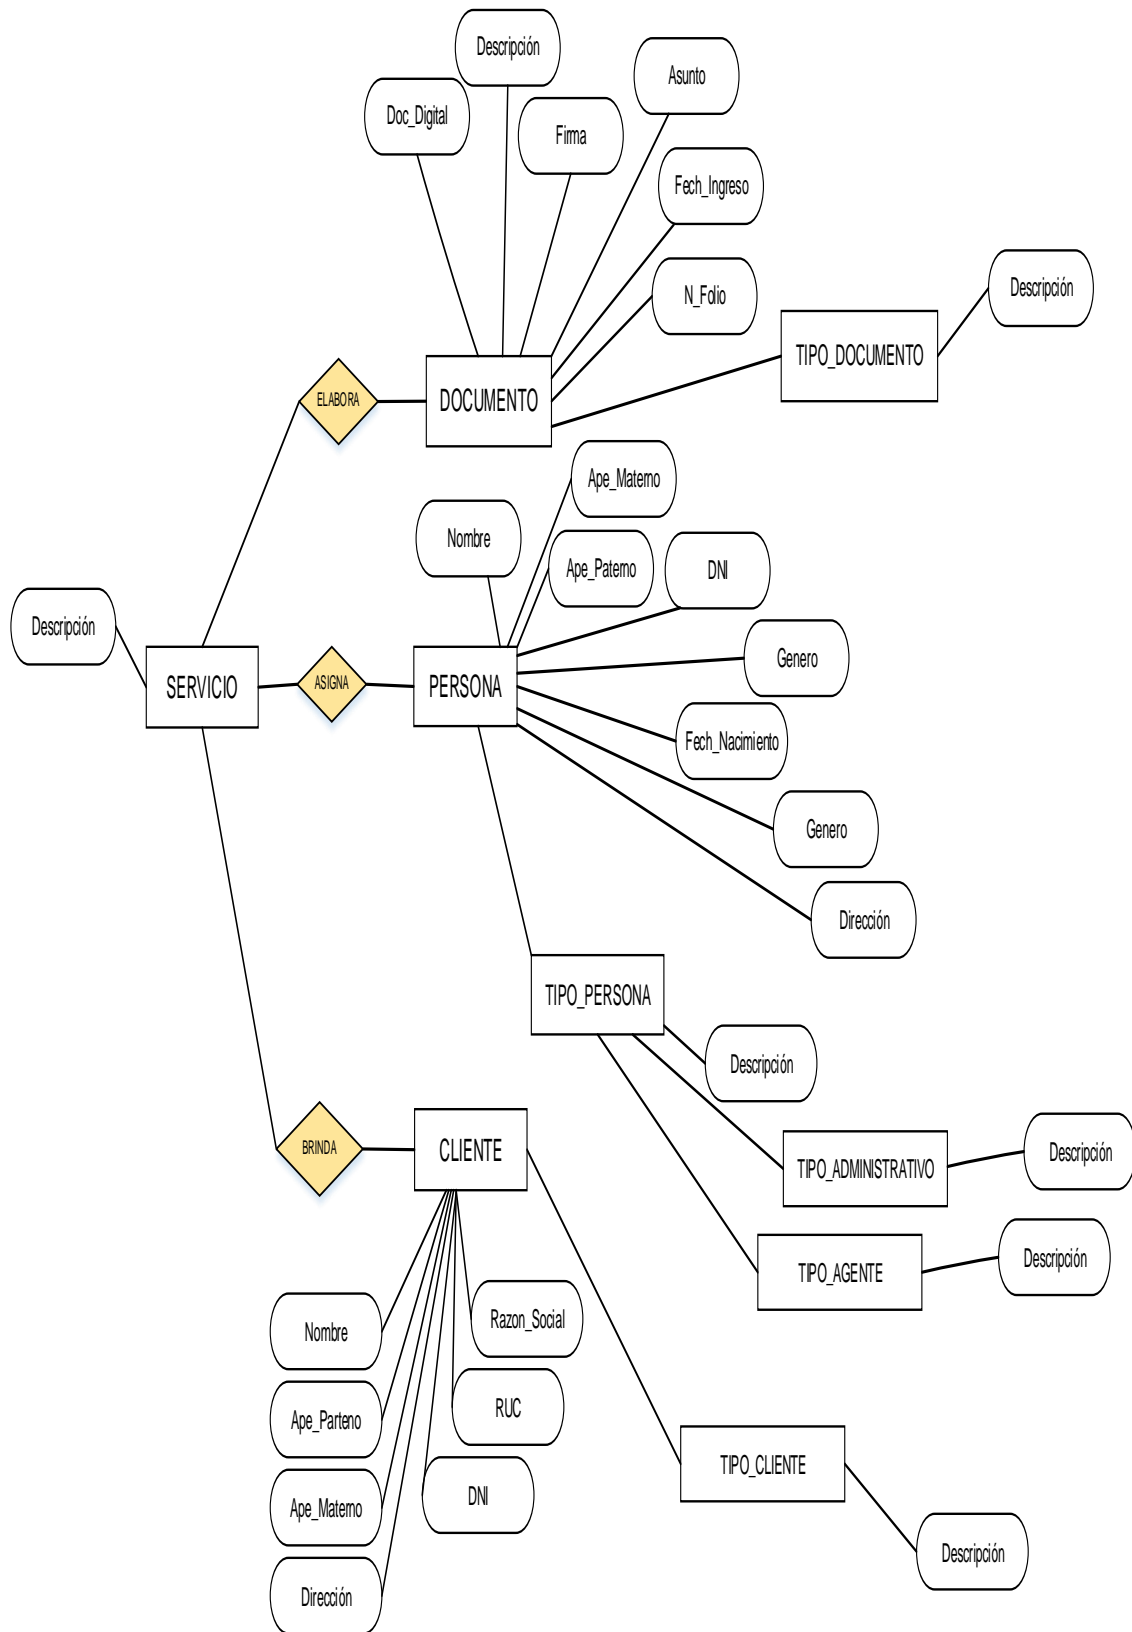 Descripción
Asunto
Doc_Digital
Firma
Fech_Ingreso
N_Folio
Descripción
TIPO_DOCUMENTO
ELABORA
DOCUMENTO
Ape_Materno
Nombre
Ape_Paterno
DNI
Descripción
Genero
SERVICIO
ASIGNA
PERSONA
Fech_Nacimiento
Genero
Dirección
TIPO_PERSONA
Descripción
BRINDA
CLIENTE
TIPO_ADMINISTRATIVO
Descripción
TIPO_AGENTE
Descripción
Nombre
Razon_Social
Ape_Parteno
RUC
TIPO_CLIENTE
Ape_Materno
DNI
Descripción
Dirección